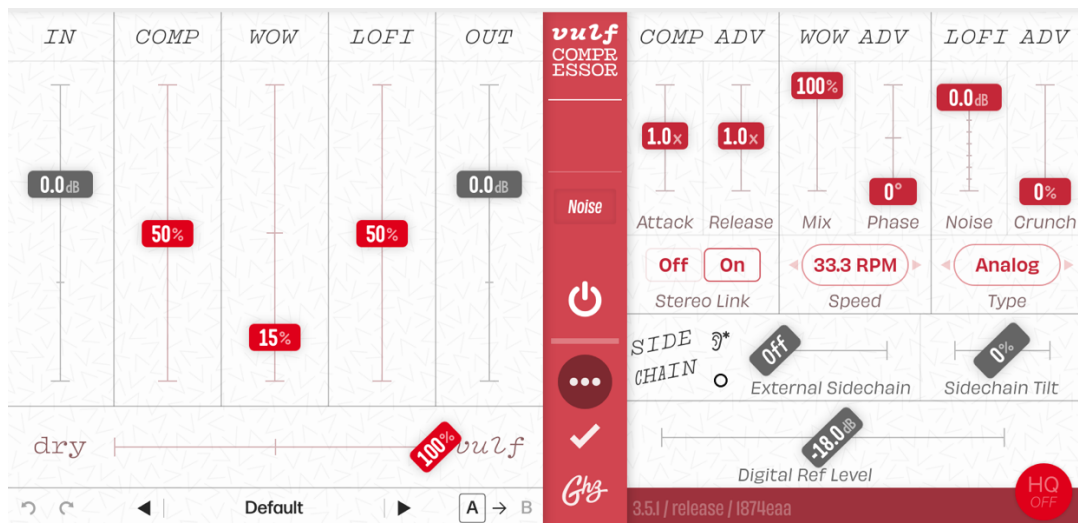 IN COMP WOW LOFI OUT
0.0dB 50% 15% 50% 0.0dB
dry 100% vulf
Default A → B
vulf
COMPR
ESSOR
Noise
Ghz
COMP ADV WOW ADV LOFI ADV
1.0x 1.0x 100% 0° 0.0dB 0%
Attack Release Mix Phase Noise Crunch
Off On 33.3 RPM Analog
Stereo Link Speed Type
SIDE
CHAIN
Off 0%
External Sidechain Sidechain Tilt
-18.0dB
Digital Ref Level
HQ
OFF
3.5.1 / release / 1874eaa